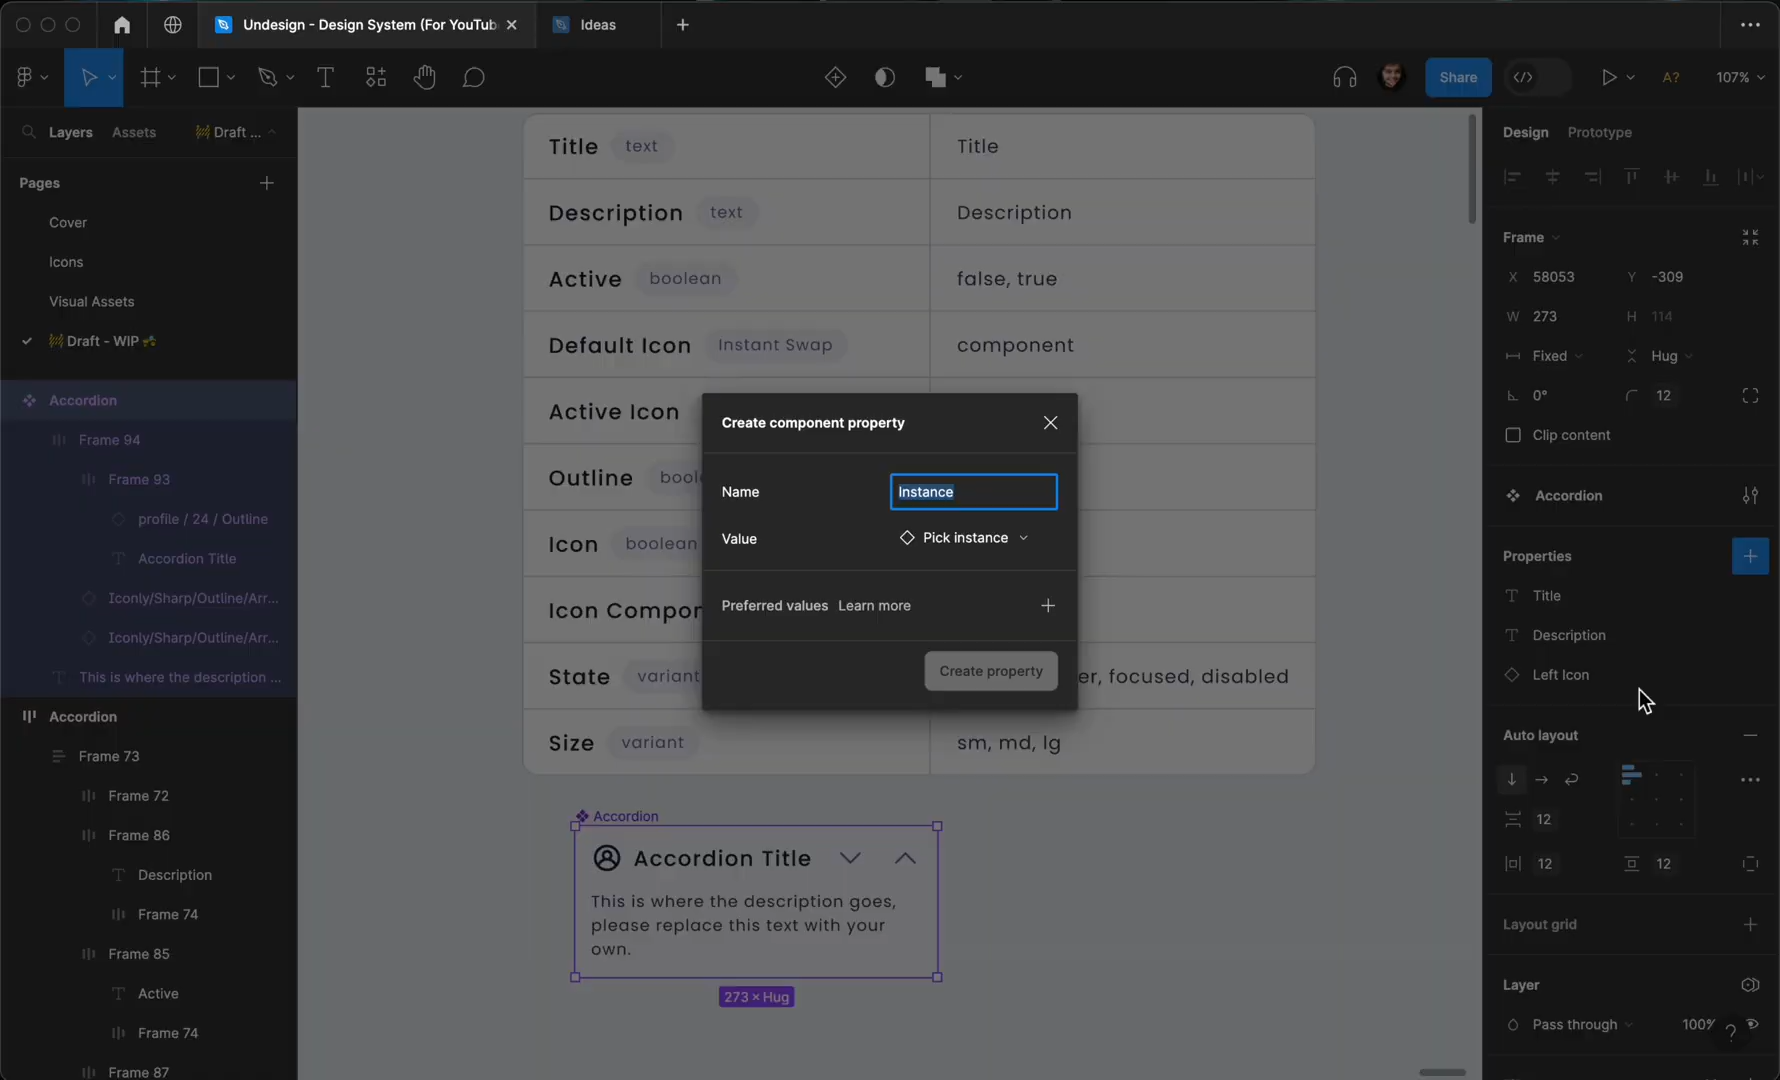 Undesign - Design System (For YouTub
Ideas
Share
A?
107%
Layers
Assets
Draft ...
Pages
Cover
Icons
Visual Assets
Draft - WIP
Accordion
Frame 94
Frame 93
profile / 24 / Outline
Accordion Title
Iconly/Sharp/Outline/Arr...
Iconly/Sharp/Outline/Arr...
This is where the description ...
Accordion
Frame 73
Frame 72
Frame 86
Description
Frame 74
Frame 85
Active
Frame 74
Frame 87
Title text Title
Description text Description
Active boolean false, true
Default Icon Instant Swap component
Active Icon
Outline bool
Icon boolean
Icon Compor
State variant er, focused, disabled
Size variant sm, md, lg
Create component property
Name Instance
Value Pick instance
Preferred values Learn more
Create property
Accordion
Accordion Title
This is where the description goes,
please replace this text with your
own.
273 × Hug
Design Prototype
Frame
X 58053 Y -309
W 273 H 114
Fixed Hug
0° 12
Clip content
Accordion
Properties
Title
Description
Left Icon
Auto layout
12
12 12
Layout grid
Layer
Pass through 100%
?